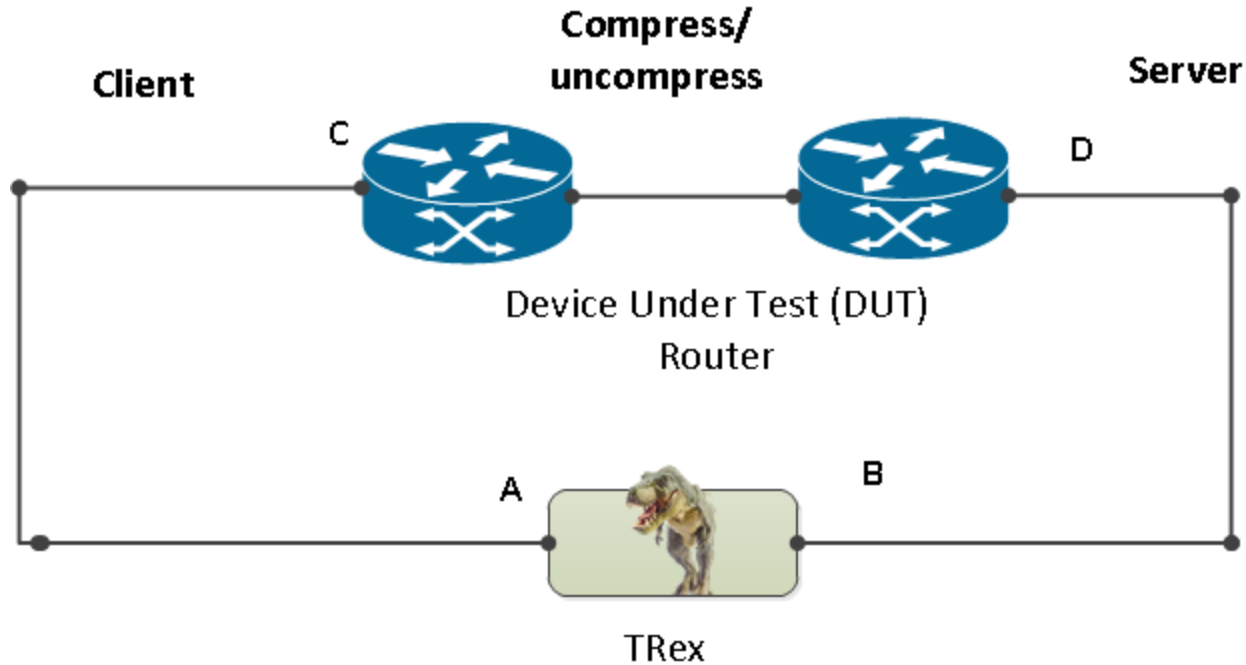 Compress/
uncompress
Client
Server
C
D
Device Under Test (DUT)
Router
A
B
TRex